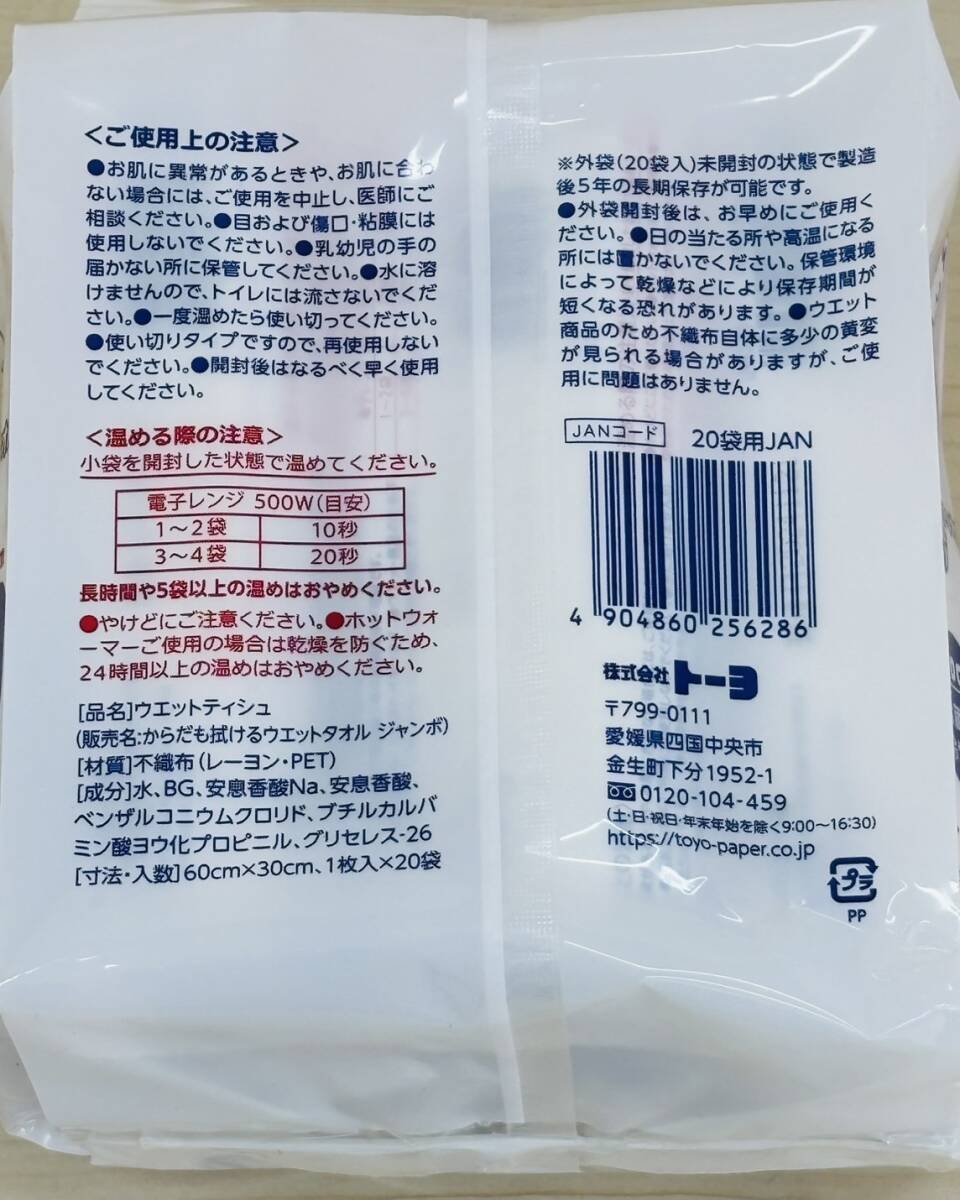 <ご使用上の注意>
●お肌に異常があるときや、お肌に合わ
ない場合には、ご使用を中止し、医師にご
相談ください。●目および傷口・粘膜には
使用しないでください。●乳幼児の手の
届かない所に保管してください。●水に溶
けませんので、トイレには流さないでくだ
さい。●一度温めたら使い切ってください。
●使い切りタイプですので、再使用しない
でください。●開封後はなるべく早く使用
してください。
<温める際の注意>
小袋を開封した状態で温めてください。
電子レンジ 500W(目安)
1〜2袋 10秒
3〜4袋 20秒
長時間や5袋以上の温めはおやめください。
●やけどにご注意ください。●ホットウォ
ーマーご使用の場合は乾燥を防ぐため、
24時間以上の温めはおやめください。
[品名]ウエットティシュ
(販売名:からだも拭けるウエットタオル ジャンボ)
[材質]不織布(レーヨン・PET)
[成分]水、BG、安息香酸Na、安息香酸、
ベンザルコニウムクロリド、ブチルカルバ
ミン酸ヨウ化プロピニル、グリセレス-26
[寸法・入数]60cm×30cm、1枚入×20袋
※外袋(20袋入)未開封の状態で製造
後5年の長期保存が可能です。
●外袋開封後は、お早めにご使用く
ださい。●日の当たる所や高温になる
所には置かないでください。保管環境
によって乾燥などにより保存期間が
短くなる恐れがあります。●ウエット
商品のため不織布自体に多少の黄変
が見られる場合がありますが、ご使
用に問題はありません。
JANコード 20袋用JAN
4 904860 256286
株式会社トーヨ
〒799-0111
愛媛県四国中央市
金生町下分1952-1
0120-104-459
(土・日・祝日・年末年始を除く9:00〜16:30)
https://toyo-paper.co.jp
プラ
PP